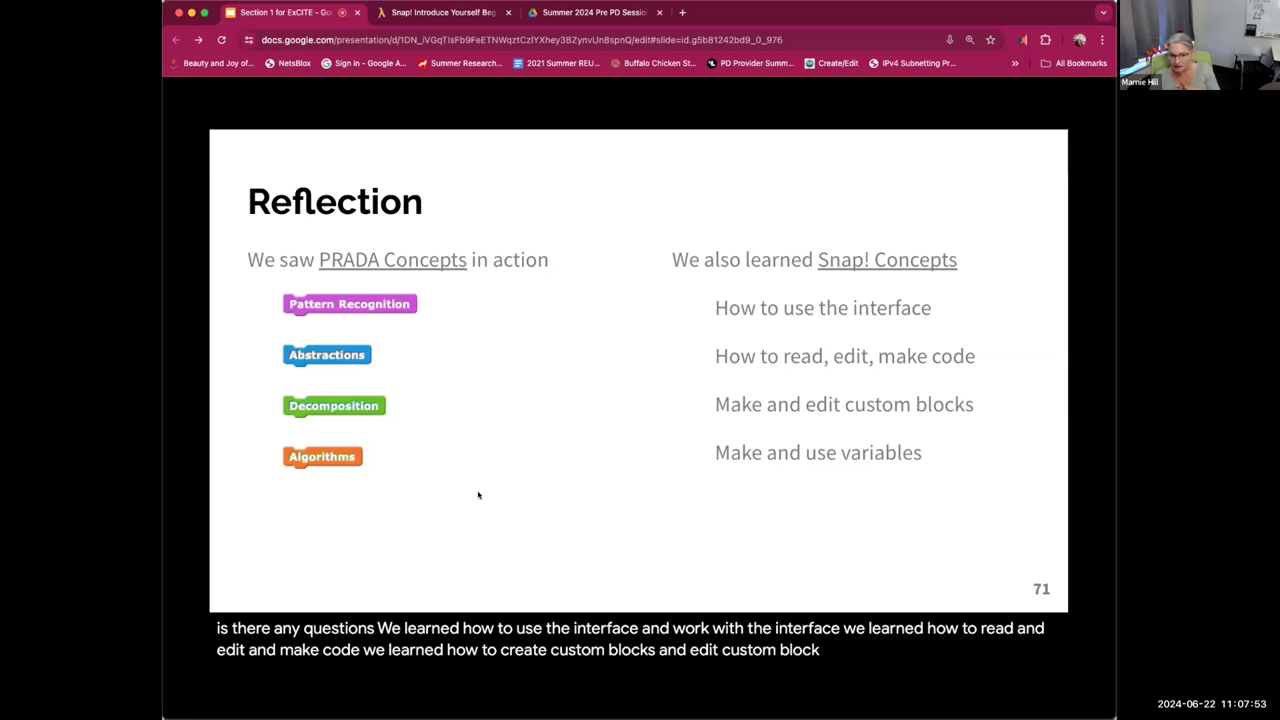 Section 1 for ExCITE - Goo
Snap! Introduce Yourself Beg
Summer 2024 Pre PD Sessio
docs.google.com/presentation/d/1DN_iVGqTIsFb9FeETNWqztCzIYXhey3BZynvUn8spnQ/edit#slide=id.g5b81242bd9_0_976
Beauty and Joy of...
NetsBlox
Sign in - Google A...
Summer Research...
2021 Summer REU...
Buffalo Chicken St...
PD Provider Summ...
Create/Edit
IPv4 Subnetting Pr...
»
All Bookmarks
Marnie Hill
Reflection
We saw PRADA Concepts in action
Pattern Recognition
Abstractions
Decomposition
Algorithms
We also learned Snap! Concepts
How to use the interface
How to read, edit, make code
Make and edit custom blocks
Make and use variables
71
is there any questions We learned how to use the interface and work with the interface we learned how to read and
edit and make code we learned how to create custom blocks and edit custom block
2024-06-22 11:07:53